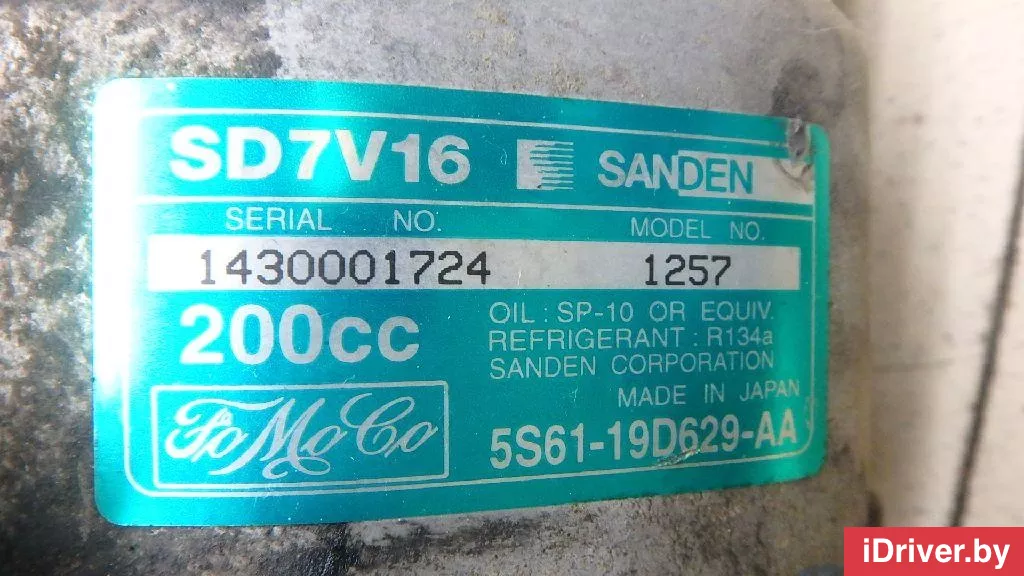 SD7V16 SANDEN
SERIAL NO. MODEL NO.
1430001724 1257
200cc
OIL : SP-10 OR EQUIV.
REFRIGERANT : R134a
SANDEN CORPORATION
MADE IN JAPAN
FoMoCo
5S61-19D629-AA
iDriver.by